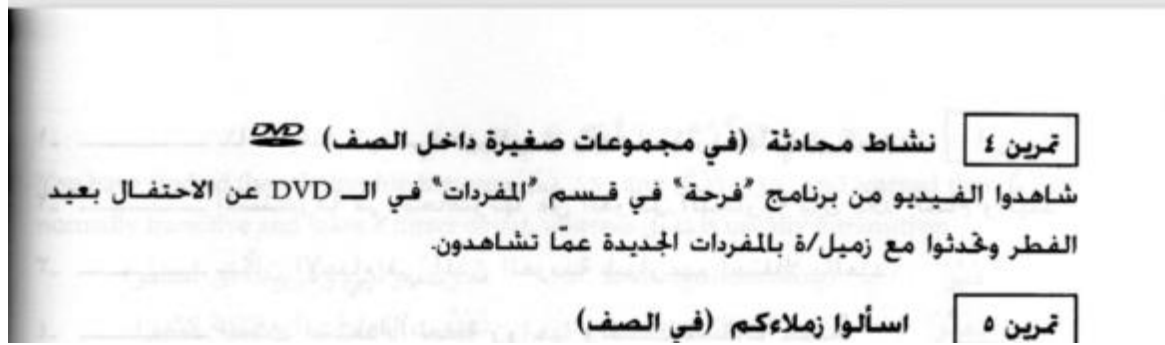 تمرين ٤ نشاط محادثة (في مجموعات صغيرة داخل الصف) DVD
شاهدوا الفيديو من برنامج "فرحة" في قسم "المفردات" في الـ DVD عن الاحتفال بعيد
الفطر وتحدثوا مع زميل/ة بالمفردات الجديدة عمّا تشاهدون.
تمرين ٥ اسألوا زملاءكم (في الصف)